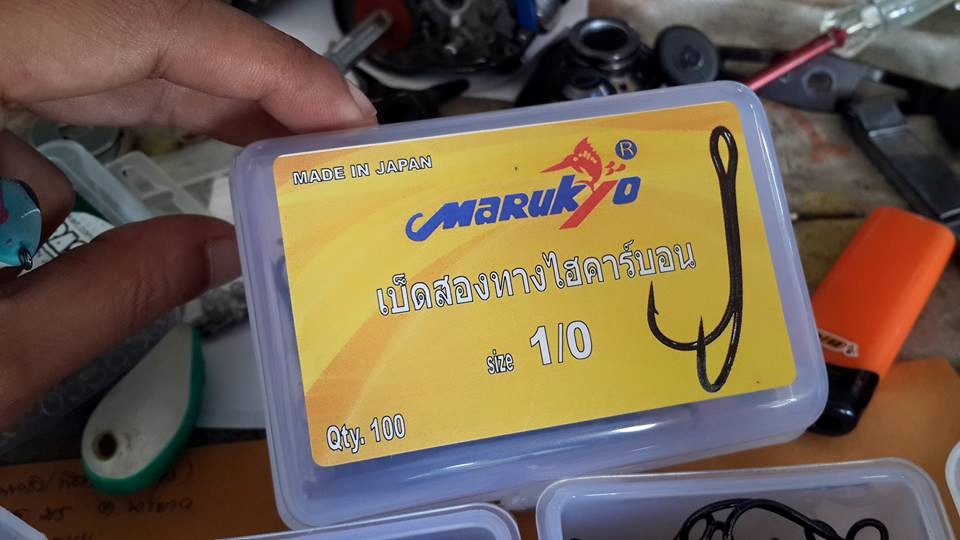 MADE IN JAPAN
MARUKYO ®
เบ็ดสองทางไฮคาร์บอน
size 1/0
Qty. 100